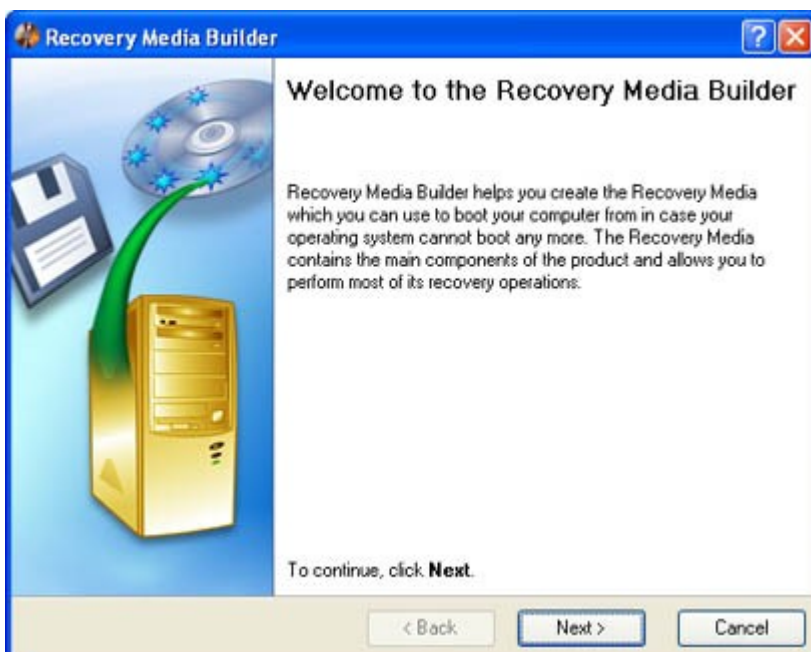 Recovery Media Builder
Welcome to the Recovery Media Builder
Recovery Media Builder helps you create the Recovery Media
which you can use to boot your computer from in case your
operating system cannot boot any more. The Recovery Media
contains the main components of the product and allows you to
perform most of its recovery operations.
To continue, click Next.
< Back
Next >
Cancel